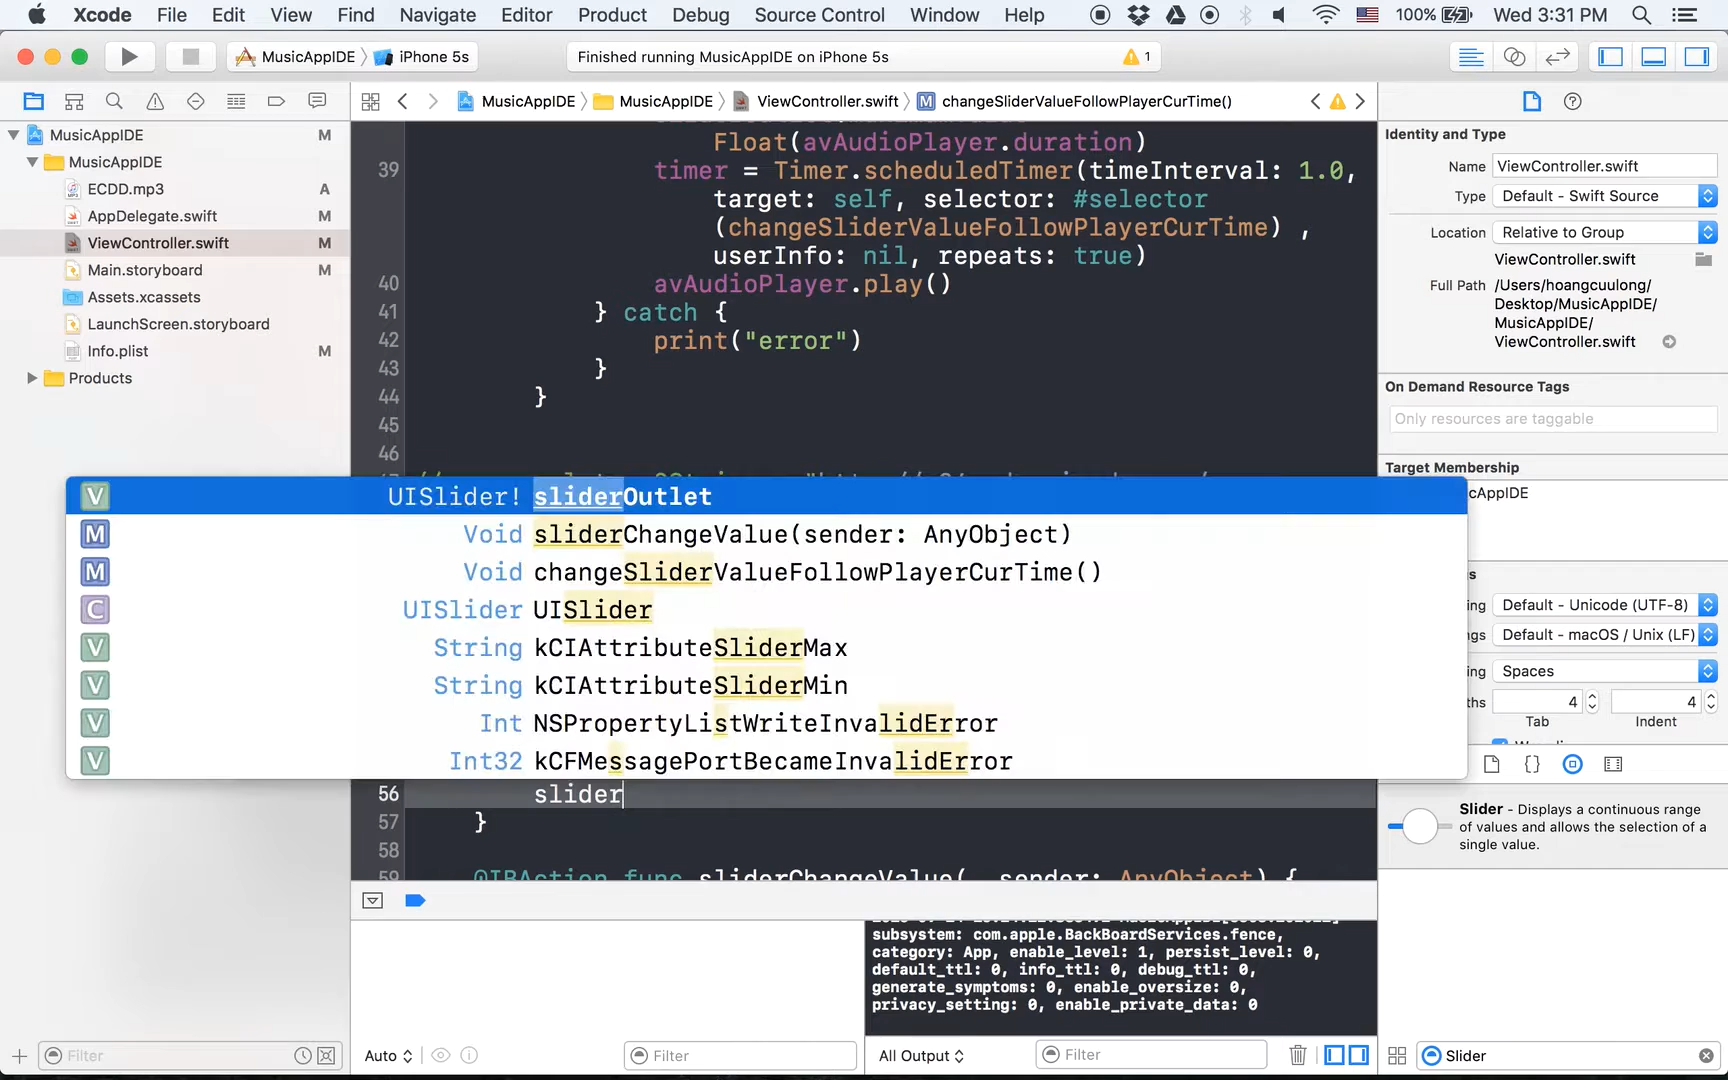 Xcode File Edit View Find Navigate Editor Product Debug Source Control Window Help 100% Wed 3:31 PM
MusicAppIDE iPhone 5s Finished running MusicAppIDE on iPhone 5s 1
MusicAppIDE MusicAppIDE ViewController.swift M changeSliderValueFollowPlayerCurTime()
MusicAppIDE M
MusicAppIDE
ECDD.mp3 A
AppDelegate.swift M
ViewController.swift M
Main.storyboard M
Assets.xcassets
LaunchScreen.storyboard
Info.plist M
Products
Float(avAudioPlayer.duration)
39 timer = Timer.scheduledTimer(timeInterval: 1.0,
target: self, selector: #selector
(changeSliderValueFollowPlayerCurTime) ,
userInfo: nil, repeats: true)
40 avAudioPlayer.play()
41 } catch {
42 print("error")
43 }
44 }
45
46
V UISlider! sliderOutlet
M Void sliderChangeValue(sender: AnyObject)
M Void changeSliderValueFollowPlayerCurTime()
C UISlider UISlider
V String kCIAttributeSliderMax
V String kCIAttributeSliderMin
V Int NSPropertyListWriteInvalidError
V Int32 kCFMessagePortBecameInvalidError
56 slider
57 }
58
59 @IBAction func sliderChangeValue(_ sender: AnyObject) {
Identity and Type
Name ViewController.swift
Type Default - Swift Source
Location Relative to Group
ViewController.swift
Full Path /Users/hoangcuulong/
Desktop/MusicAppIDE/
MusicAppIDE/
ViewController.swift
On Demand Resource Tags
Only resources are taggable
Target Membership
cAppIDE
Default - Unicode (UTF-8)
Default - macOS / Unix (LF)
Spaces
4 4
Tab Indent
Slider - Displays a continuous range
of values and allows the selection of a
single value.
subsystem: com.apple.BackBoardServices.fence,
category: App, enable_level: 1, persist_level: 0,
default_ttl: 0, info_ttl: 0, debug_ttl: 0,
generate_symptoms: 0, enable_oversize: 0,
privacy_setting: 0, enable_private_data: 0
Filter Auto Filter All Output Filter Slider